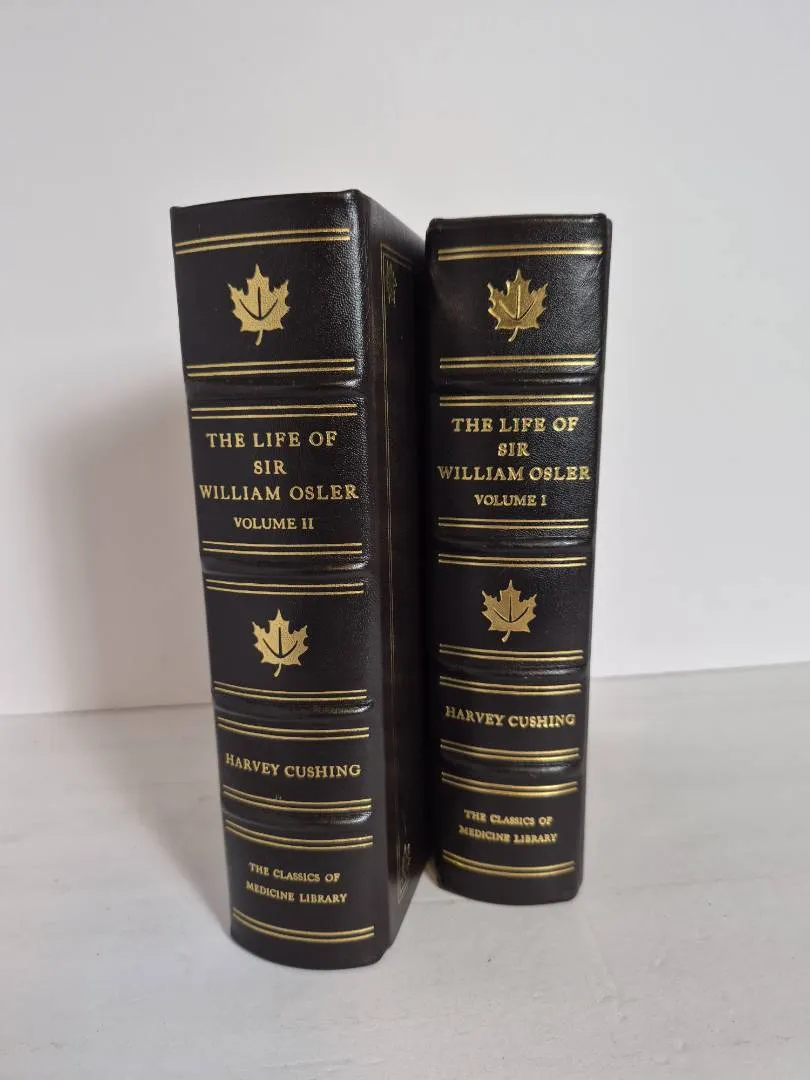 THE LIFE OF
SIR
WILLIAM OSLER
VOLUME II
HARVEY CUSHING
THE CLASSICS OF
MEDICINE LIBRARY
THE LIFE OF
SIR
WILLIAM OSLER
VOLUME I
HARVEY CUSHING
THE CLASSICS OF
MEDICINE LIBRARY